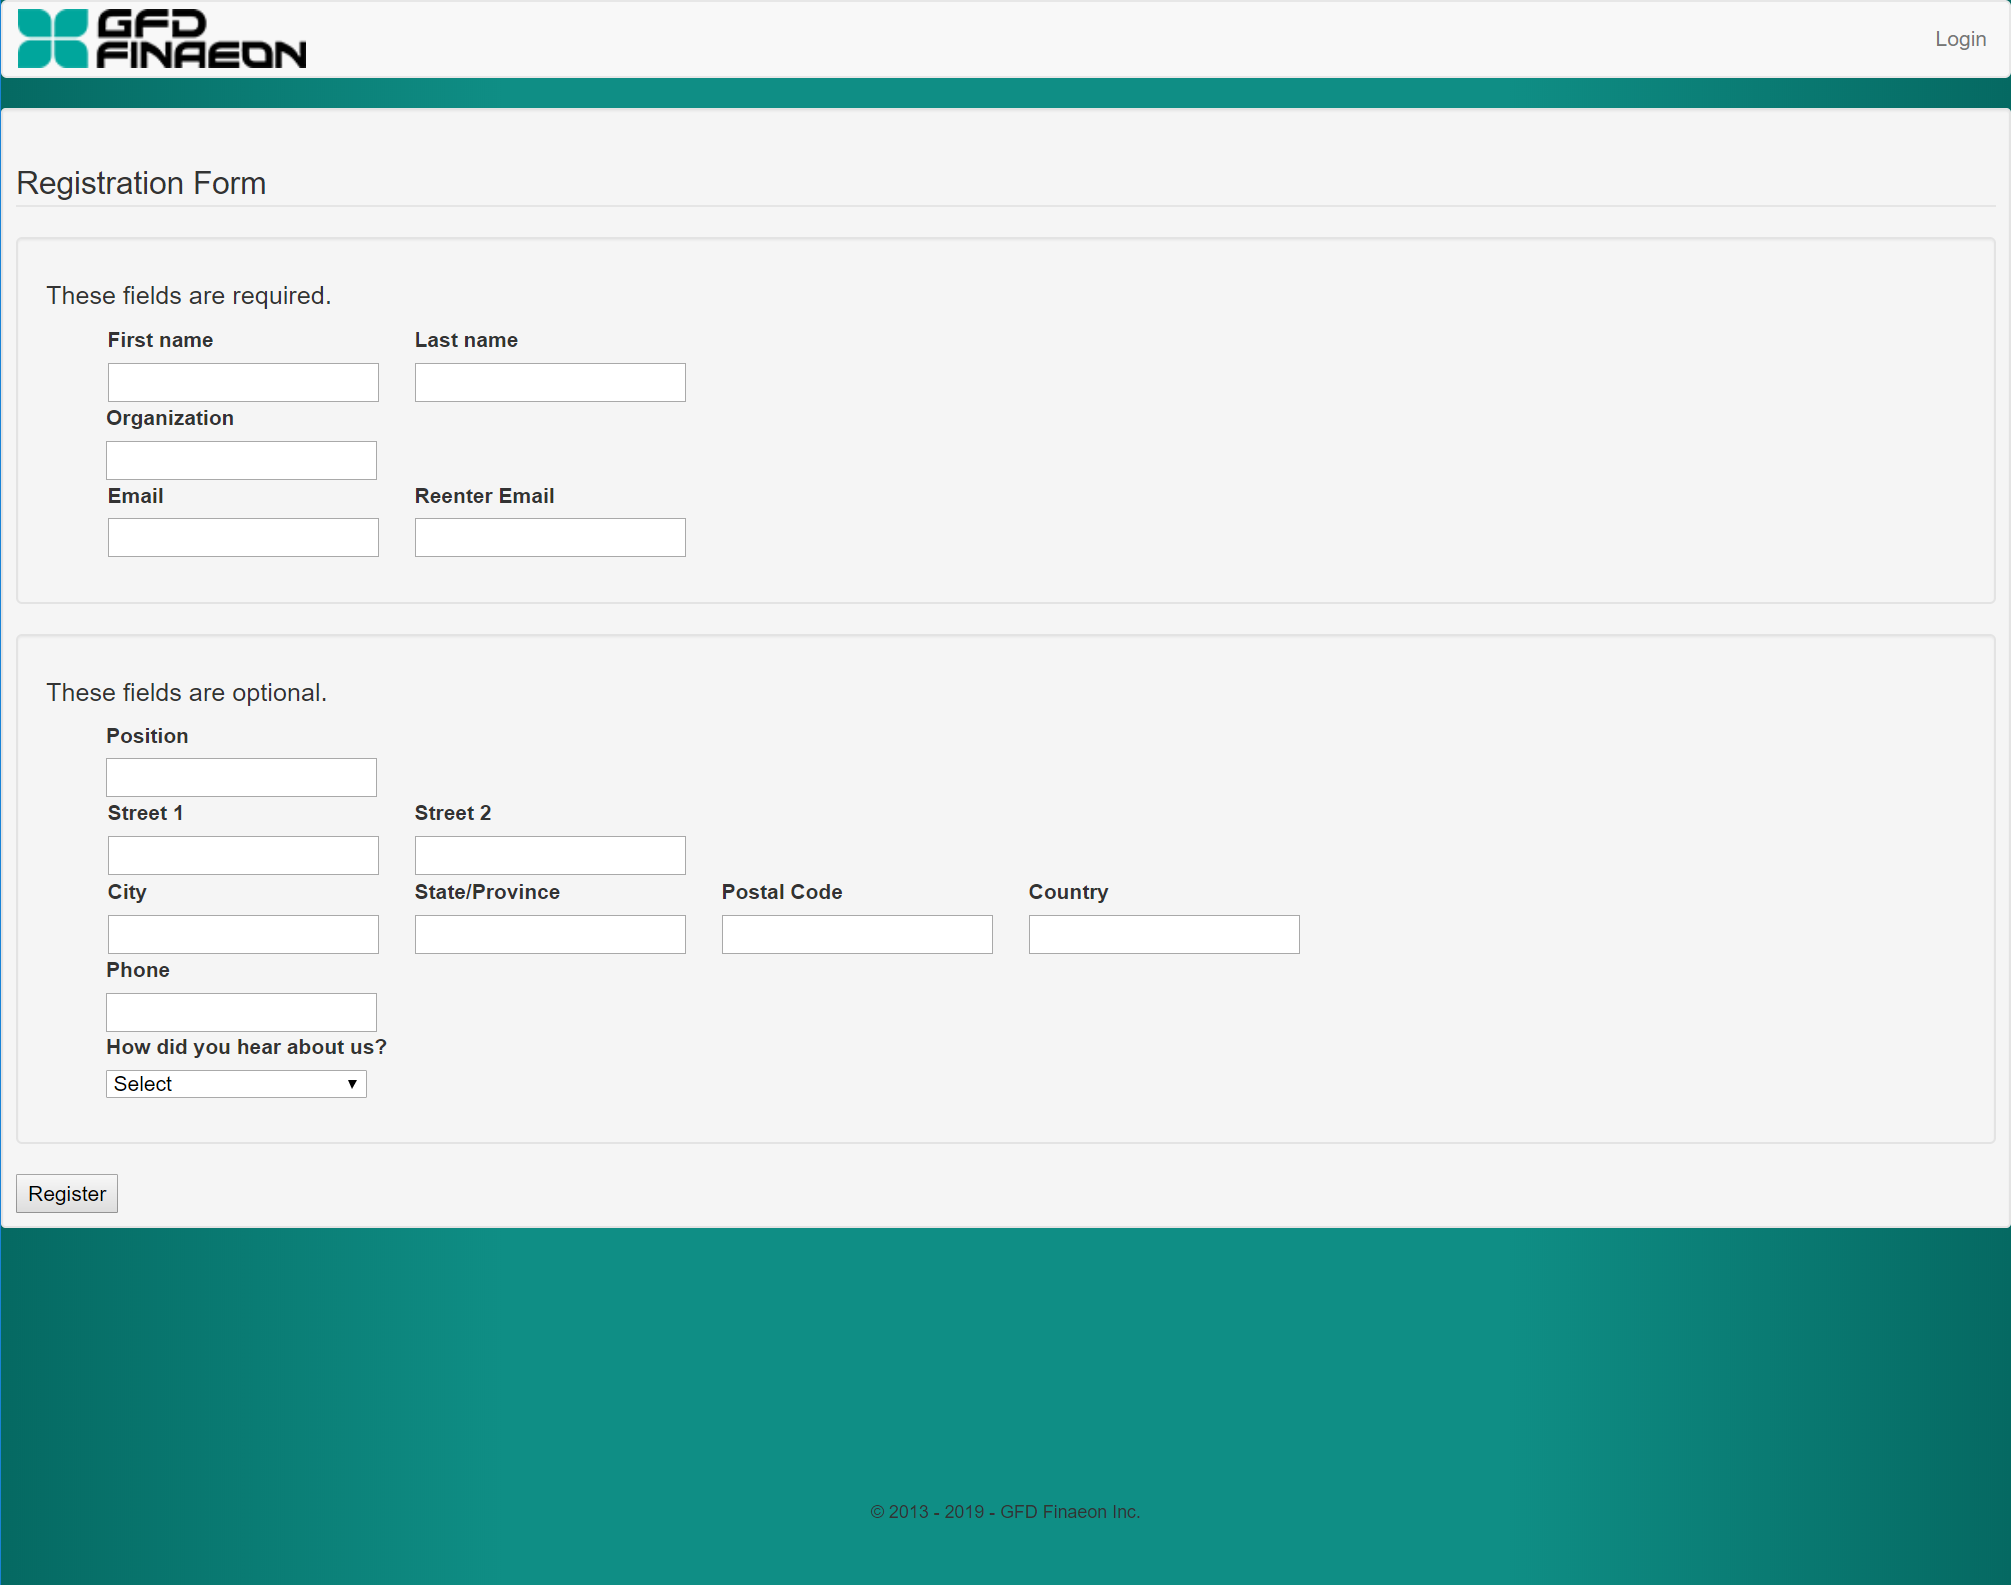 GFD
FINAEON
Login
Registration Form
These fields are required.
First name Last name
Organization
Email Reenter Email
These fields are optional.
Position
Street 1 Street 2
City State/Province Postal Code Country
Phone
How did you hear about us?
Select
Register
© 2013 - 2019 - GFD Finaeon Inc.